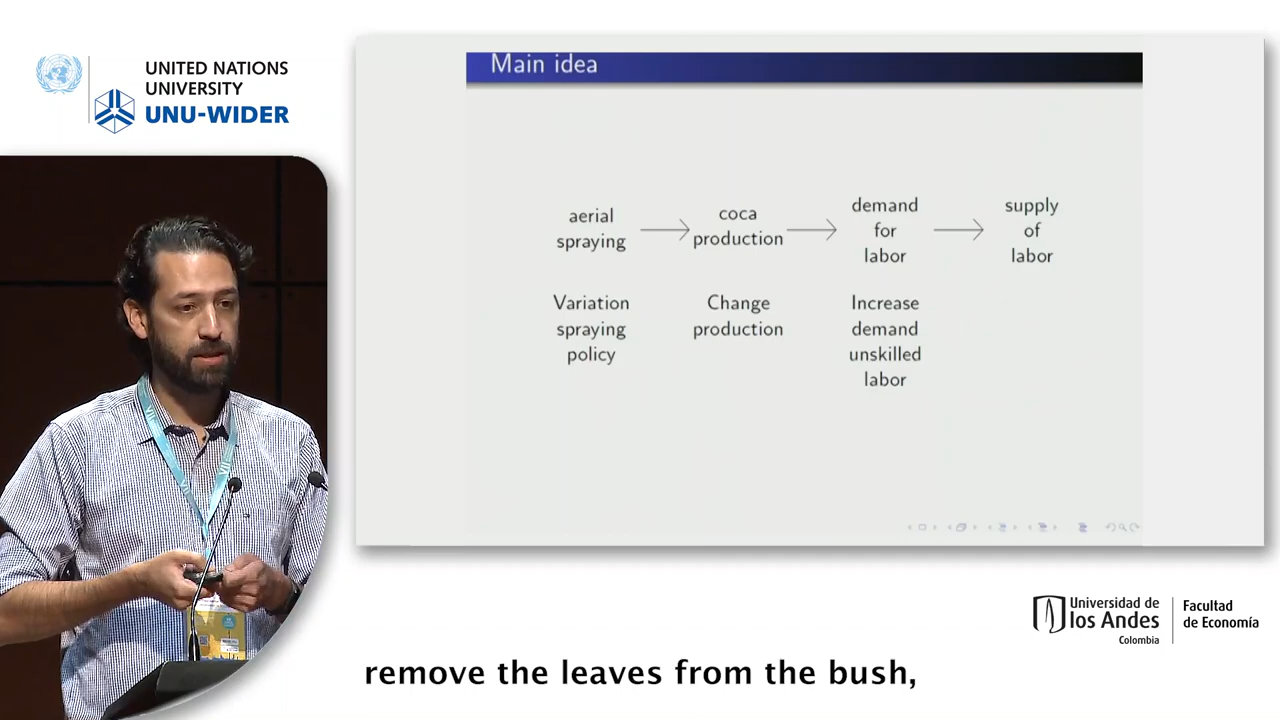 UNITED NATIONS
UNIVERSITY
UNU-WIDER
Main idea
aerial
spraying
coca
production
demand
for
labor
supply
of
labor
Variation
spraying
policy
Change
production
Increase
demand
unskilled
labor
Universidad de
los Andes
Colombia
Facultad
de Economía
remove the leaves from the bush,